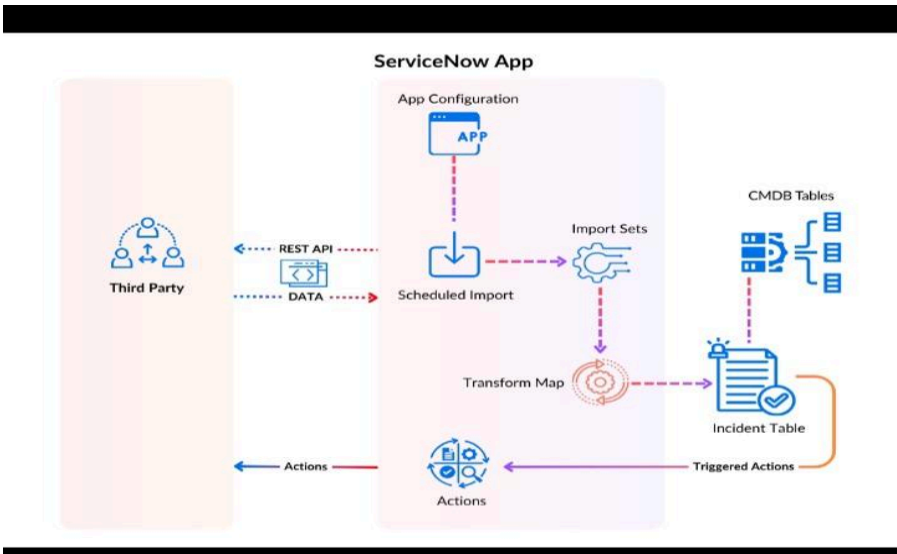 ServiceNow App
App Configuration
APP
CMDB Tables
Import Sets
REST API
Third Party
DATA
Scheduled Import
Transform Map
Incident Table
Actions
Triggered Actions
Actions